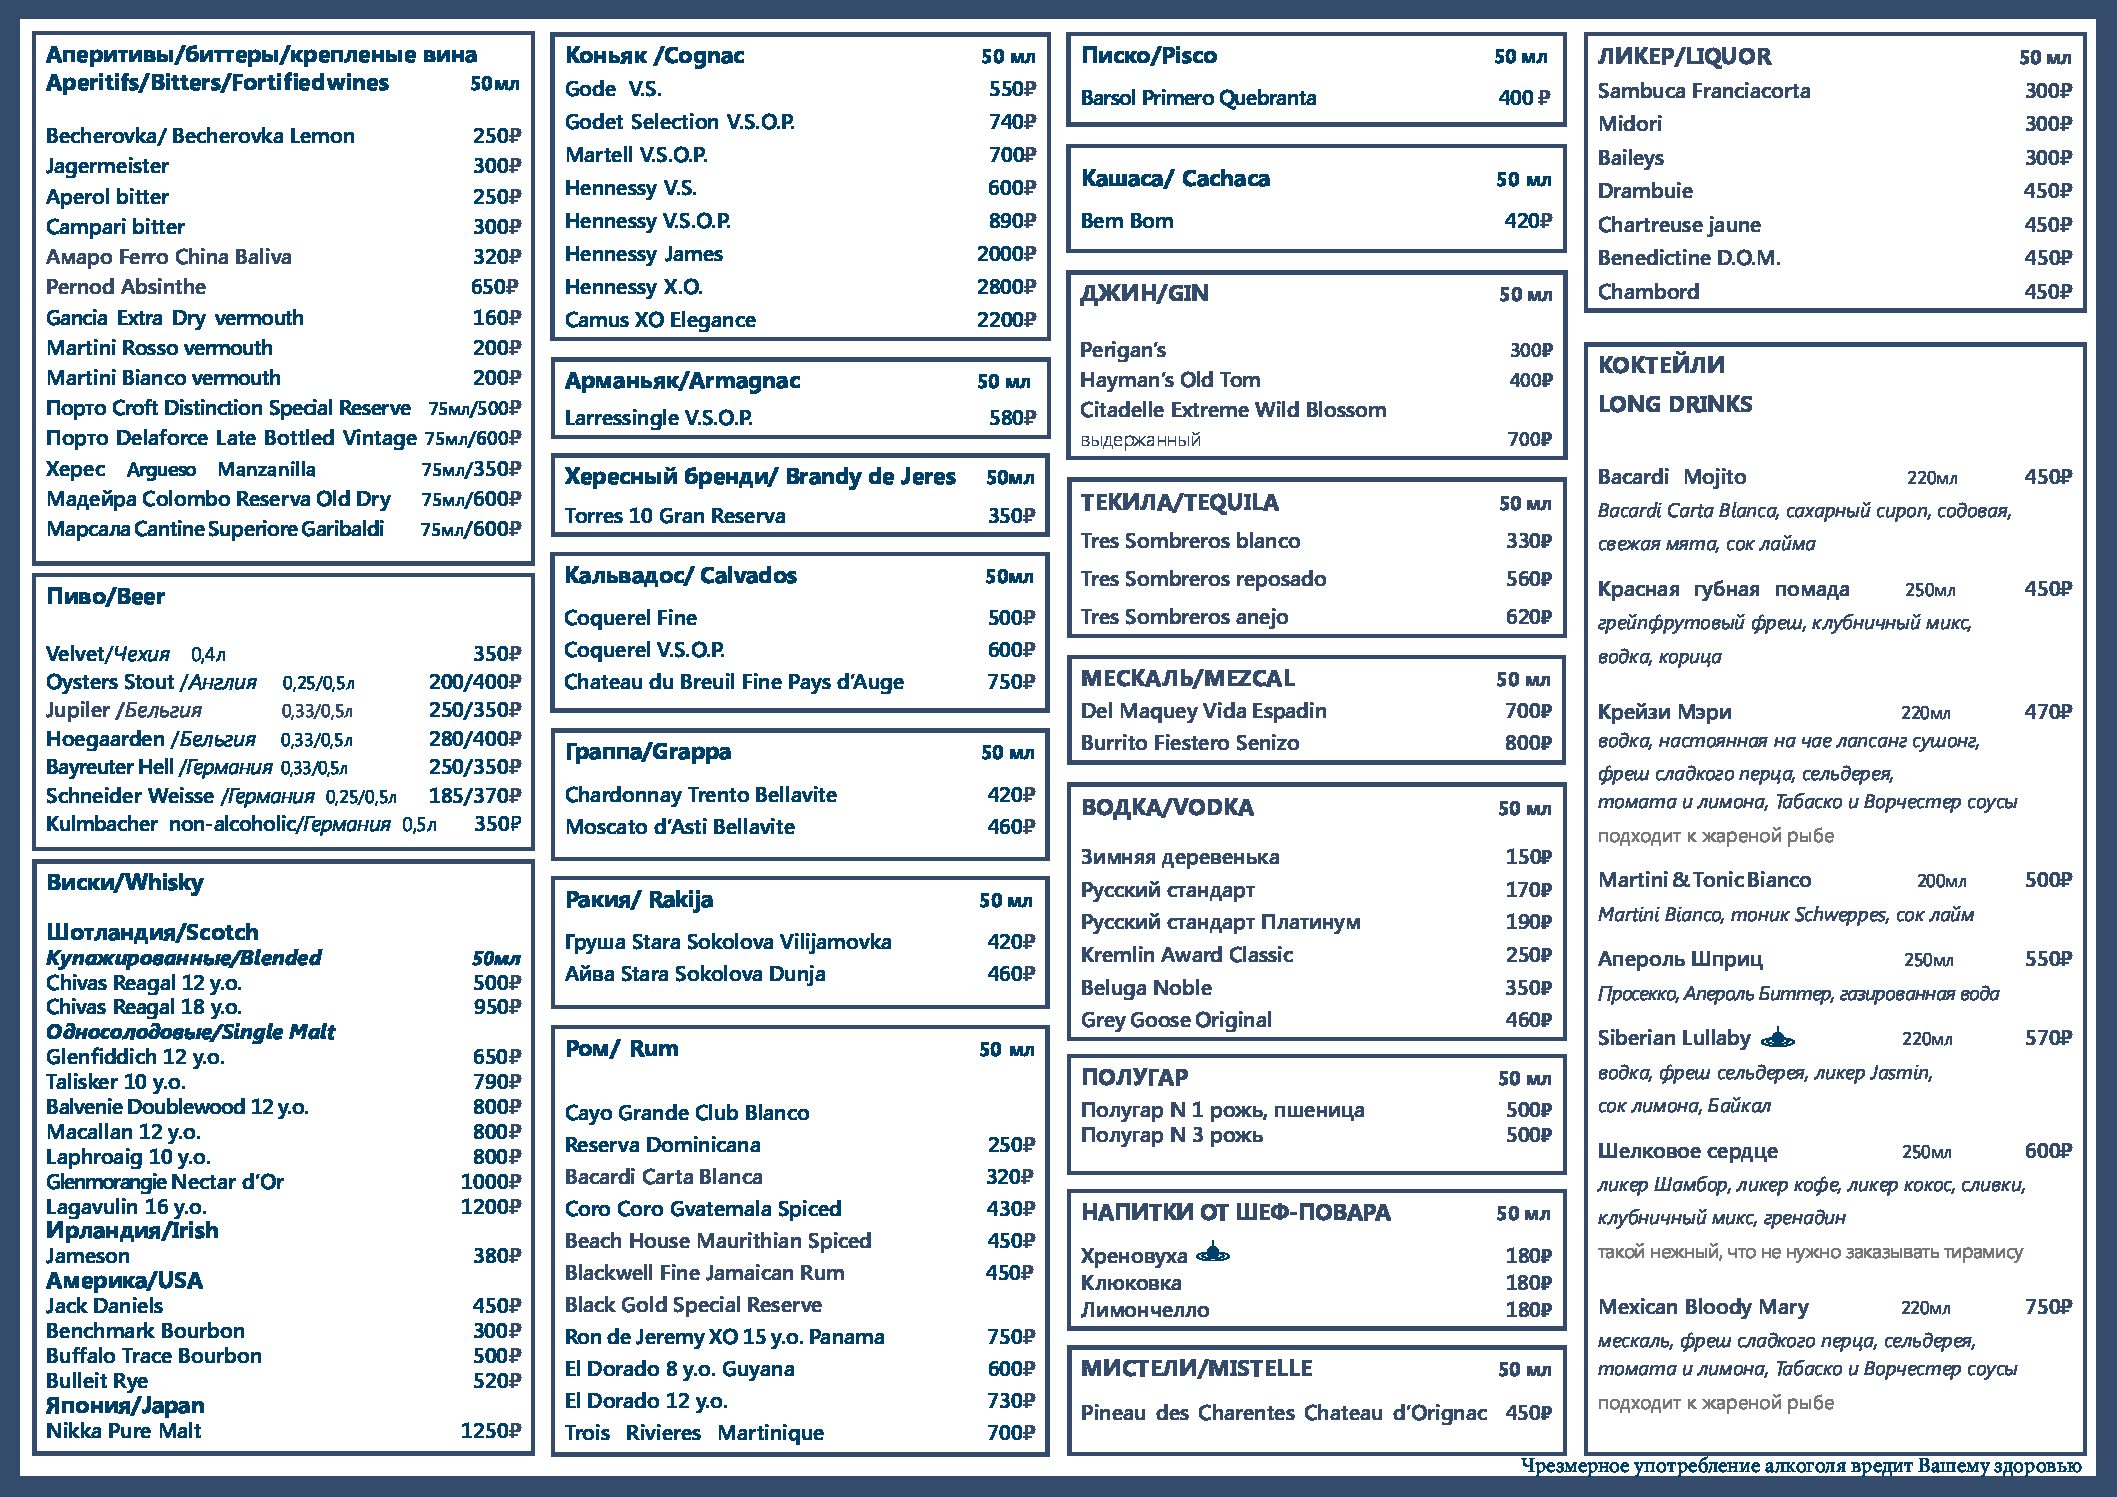 Аперитивы/биттеры/крепленые вина
Aperitifs/Bitters/Fortified wines 50мл
Becherovka/ Becherovka Lemon 250₽
Jagermeister 300₽
Aperol bitter 250₽
Campari bitter 300₽
Амаро Ferro China Baliva 320₽
Pernod Absinthe 650₽
Gancia Extra Dry vermouth 160₽
Martini Rosso vermouth 200₽
Martini Bianco vermouth 200₽
Порто Croft Distinction Special Reserve 75мл/500₽
Порто Delaforce Late Bottled Vintage 75мл/600₽
Херес Argueso Manzanilla 75мл/350₽
Мадейра Colombo Reserva Old Dry 75мл/600₽
Марсала Cantine Superiore Garibaldi 75мл/600₽
Пиво/Beer
Velvet/Чехия 0,4л 350₽
Oysters Stout /Англия 0,25/0,5л 200/400₽
Jupiler /Бельгия 0,33/0,5л 250/350₽
Hoegaarden /Бельгия 0,33/0,5л 280/400₽
Bayreuter Hell /Германия 0,33/0,5л 250/350₽
Schneider Weisse /Германия 0,25/0,5л 185/370₽
Kulmbacher non-alcoholic/Германия 0,5л 350₽
Виски/Whisky
Шотландия/Scotch
Купажированные/Blended 50мл
Chivas Reagal 12 y.o. 500₽
Chivas Reagal 18 y.o. 950₽
Односолодовые/Single Malt
Glenfiddich 12 y.o. 650₽
Talisker 10 y.o. 790₽
Balvenie Doublewood 12 y.o. 800₽
Macallan 12 y.o. 800₽
Laphroaig 10 y.o. 800₽
Glenmorangie Nectar d'Or 1000₽
Lagavulin 16 y.o. 1200₽
Ирландия/Irish
Jameson 380₽
Америка/USA
Jack Daniels 450₽
Benchmark Bourbon 300₽
Buffalo Trace Bourbon 500₽
Bulleit Rye 520₽
Япония/Japan
Nikka Pure Malt 1250₽
Коньяк /Cognac 50 мл
Gode V.S. 550₽
Godet Selection V.S.O.P. 740₽
Martell V.S.O.P. 700₽
Hennessy V.S. 600₽
Hennessy V.S.O.P. 890₽
Hennessy James 2000₽
Hennessy X.O. 2800₽
Camus XO Elegance 2200₽
Арманьяк/Armagnac 50 мл
Larressingle V.S.O.P. 580₽
Хересный бренди/ Brandy de Jeres 50мл
Torres 10 Gran Reserva 350₽
Кальвадос/ Calvados 50мл
Coquerel Fine 500₽
Coquerel V.S.O.P. 600₽
Chateau du Breuil Fine Pays d'Auge 750₽
Граппа/Grappa 50 мл
Chardonnay Trento Bellavite 420₽
Moscato d'Asti Bellavite 460₽
Ракия/ Rakija 50 мл
Груша Stara Sokolova Vilijamovka 420₽
Айва Stara Sokolova Dunja 460₽
Ром/ Rum 50 мл
Cayo Grande Club Blanco
Reserva Dominicana 250₽
Bacardi Carta Blanca 320₽
Coro Coro Gvatemala Spiced 430₽
Beach House Maurithian Spiced 450₽
Blackwell Fine Jamaican Rum 450₽
Black Gold Special Reserve
Ron de Jeremy XO 15 y.o. Panama 750₽
El Dorado 8 y.o. Guyana 600₽
El Dorado 12 y.o. 730₽
Trois Rivieres Martinique 700₽
Писко/Pisco 50 мл
Barsol Primero Quebranta 400 ₽
Кашаса/ Cachaca 50 мл
Bem Bom 420₽
ДЖИН/GIN 50 мл
Perigan's 300₽
Hayman's Old Tom 400₽
Citadelle Extreme Wild Blossom
выдержанный 700₽
ТЕКИЛА/TEQUILA 50 мл
Tres Sombreros blanco 330₽
Tres Sombreros reposado 560₽
Tres Sombreros anejo 620₽
МЕСКАЛЬ/MEZCAL 50 мл
Del Maquey Vida Espadin 700₽
Burrito Fiestero Senizo 800₽
ВОДКА/VODKA 50 мл
Зимняя деревенька 150₽
Русский стандарт 170₽
Русский стандарт Платинум 190₽
Kremlin Award Classic 250₽
Beluga Noble 350₽
Grey Goose Original 460₽
ПОЛУГАР 50 мл
Полугар N 1 рожь, пшеница 500₽
Полугар N 3 рожь 500₽
НАПИТКИ ОТ ШЕФ-ПОВАРА 50 мл
Хреновуха 180₽
Клюковка 180₽
Лимончелло 180₽
МИСТЕЛИ/MISTELLE 50 мл
Pineau des Charentes Chateau d'Orignac 450₽
ЛИКЕР/LIQUOR 50 мл
Sambuca Franciacorta 300₽
Midori 300₽
Baileys 300₽
Drambuie 450₽
Chartreuse jaune 450₽
Benedictine D.O.M. 450₽
Chambord 450₽
КОКТЕЙЛИ
LONG DRINKS
Bacardi Mojito 220мл 450₽
Bacardi Carta Blanca, сахарный сироп, содовая,
свежая мята, сок лайма
Красная губная помада 250мл 450₽
грейпфрутовый фреш, клубничный микс,
водка, корица
Крейзи Мэри 220мл 470₽
водка, настоянная на чае лапсанг сушонг,
фреш сладкого перца, сельдерея,
томата и лимона, Табаско и Ворчестер соусы
подходит к жареной рыбе
Martini & Tonic Bianco 200мл 500₽
Martini Bianco, тоник Schweppes, сок лайм
Апероль Шприц 250мл 550₽
Просекко, Апероль Биттер, газированная вода
Siberian Lullaby 220мл 570₽
водка, фреш сельдерея, ликер Jasmin,
сок лимона, Байкал
Шелковое сердце 250мл 600₽
ликер Шамбор, ликер кофе, ликер кокос, сливки,
клубничный микс, гренадин
такой нежный, что не нужно заказывать тирамису
Mexican Bloody Mary 220мл 750₽
мескаль, фреш сладкого перца, сельдерея,
томата и лимона, Табаско и Ворчестер соусы
подходит к жареной рыбе
Чрезмерное употребление алкоголя вредит Вашему здоровью